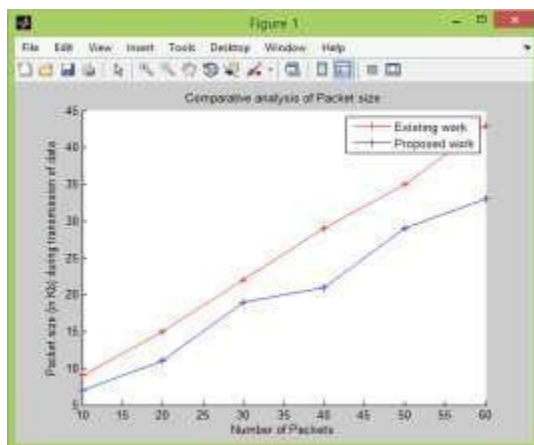 Figure 1
File Edit View Insert Tools Desktop Window Help
Comparative analysis of Packet size
Existing work
Proposed work
Packet size (in Kb) during transmission of data
45
40
35
30
25
20
15
10
5
10 15 20 25 30 35 40 45 50 55 60
Number of Packets